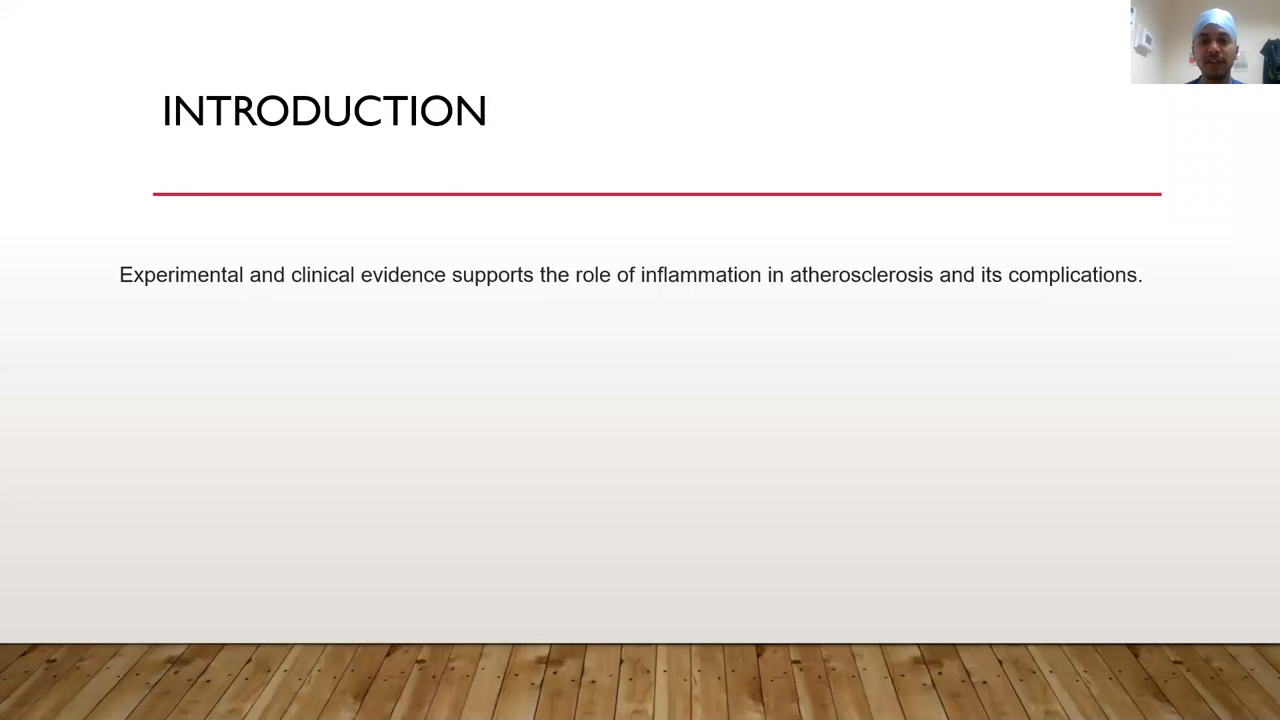 INTRODUCTION
Experimental and clinical evidence supports the role of inflammation in atherosclerosis and its complications.